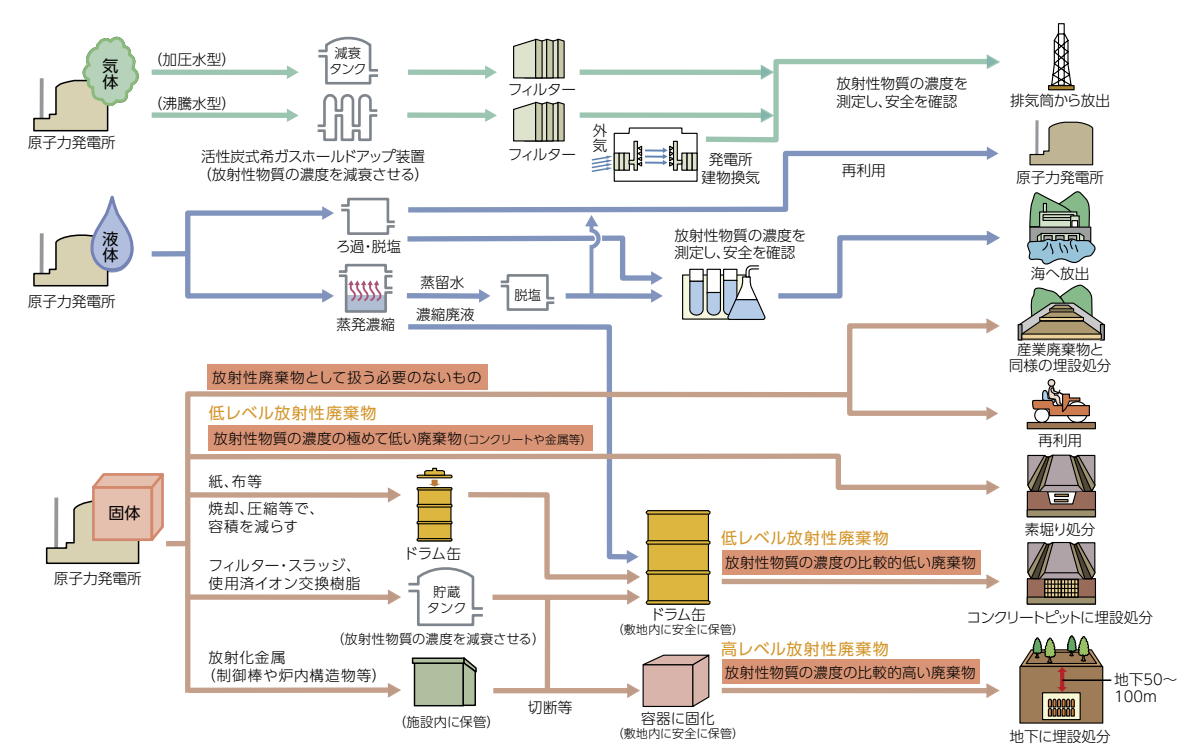 気
体
原子力発電所
(加圧水型)
減衰
タンク
フィルター
(沸騰水型)
活性炭式希ガスホールドアップ装置
(放射性物質の濃度を減衰させる)
フィルター
外
気
発電所
建物換気
放射性物質の濃度を
測定し、安全を確認
排気筒から放出
再利用
原子力発電所
液
体
原子力発電所
ろ過・脱塩
蒸発濃縮
蒸留水
濃縮廃液
脱塩
放射性物質の濃度を
測定し、安全を確認
海へ放出
産業廃棄物と
同様の埋設処分
放射性廃棄物として扱う必要のないもの
再利用
低レベル放射性廃棄物
放射性物質の濃度の極めて低い廃棄物(コンクリートや金属等)
素堀り処分
固体
原子力発電所
紙、布等
焼却、圧縮等で、
容積を減らす
ドラム缶
フィルター・スラッジ、
使用済イオン交換樹脂
貯蔵
タンク
(放射性物質の濃度を減衰させる)
ドラム缶
(敷地内に安全に保管)
低レベル放射性廃棄物
放射性物質の濃度の比較的低い廃棄物
コンクリートピットに埋設処分
放射化金属
(制御棒や炉内構造物等)
(施設内に保管)
切断等
容器に固化
(敷地内に安全に保管)
高レベル放射性廃棄物
放射性物質の濃度の比較的高い廃棄物
地下50〜
100m
地下に埋設処分